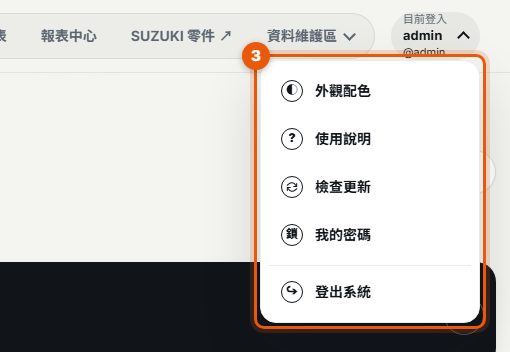 表 報表中心 SUZUKI 零件 ↗ 資料維護區
目前登入
admin
@admin
3
外觀配色
? 使用說明
檢查更新
鎖 我的密碼
登出系統